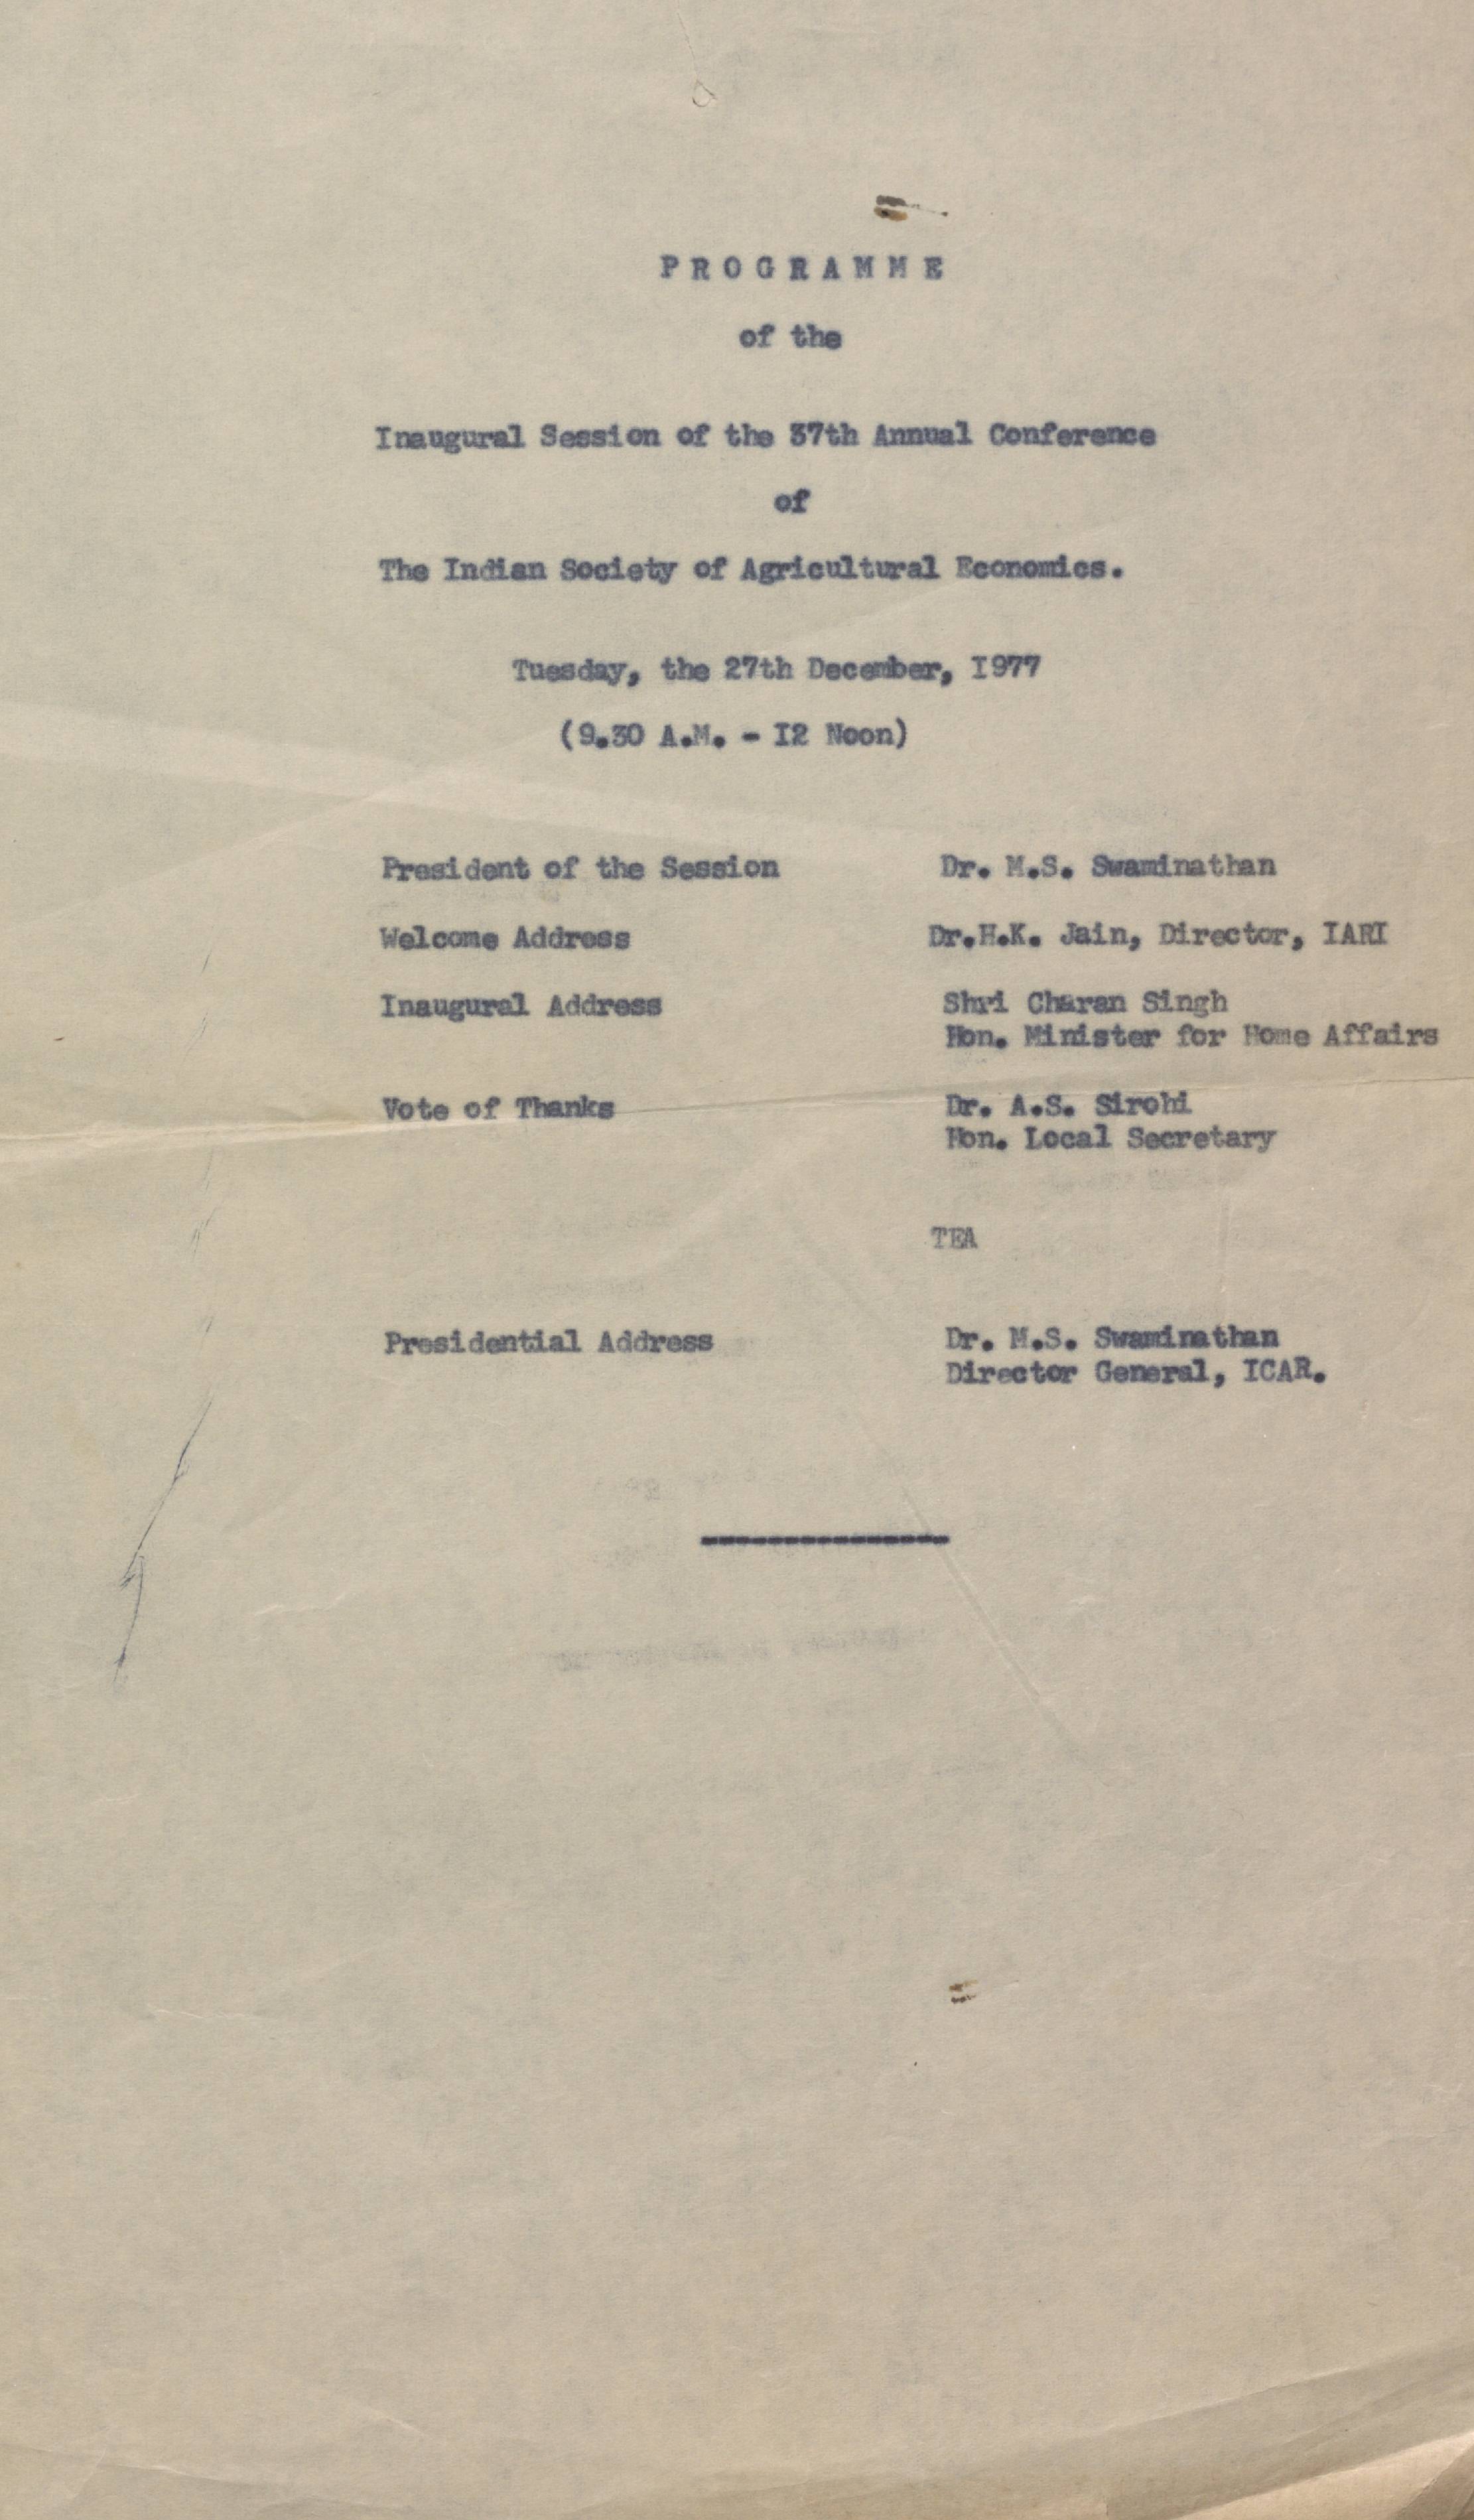 PROGRAMME
of the
Inaugural Session of the 37th Annual Conference
of
The Indian Society of Agricultural Economics.
Tuesday, the 27th December, I977
(9.30 A.M. - I2 Noon)
President of the Session Dr. M.S. Swaminathan
Welcome Address Dr.H.K. Jain, Director, IARI
Inaugural Address Shri Charan Singh
Hon. Minister for Home Affairs
Vote of Thanks Dr. A.S. Sirohi
Hon. Local Secretary
TEA
Presidential Address Dr. M.S. Swaminathan
Director General, ICAR.